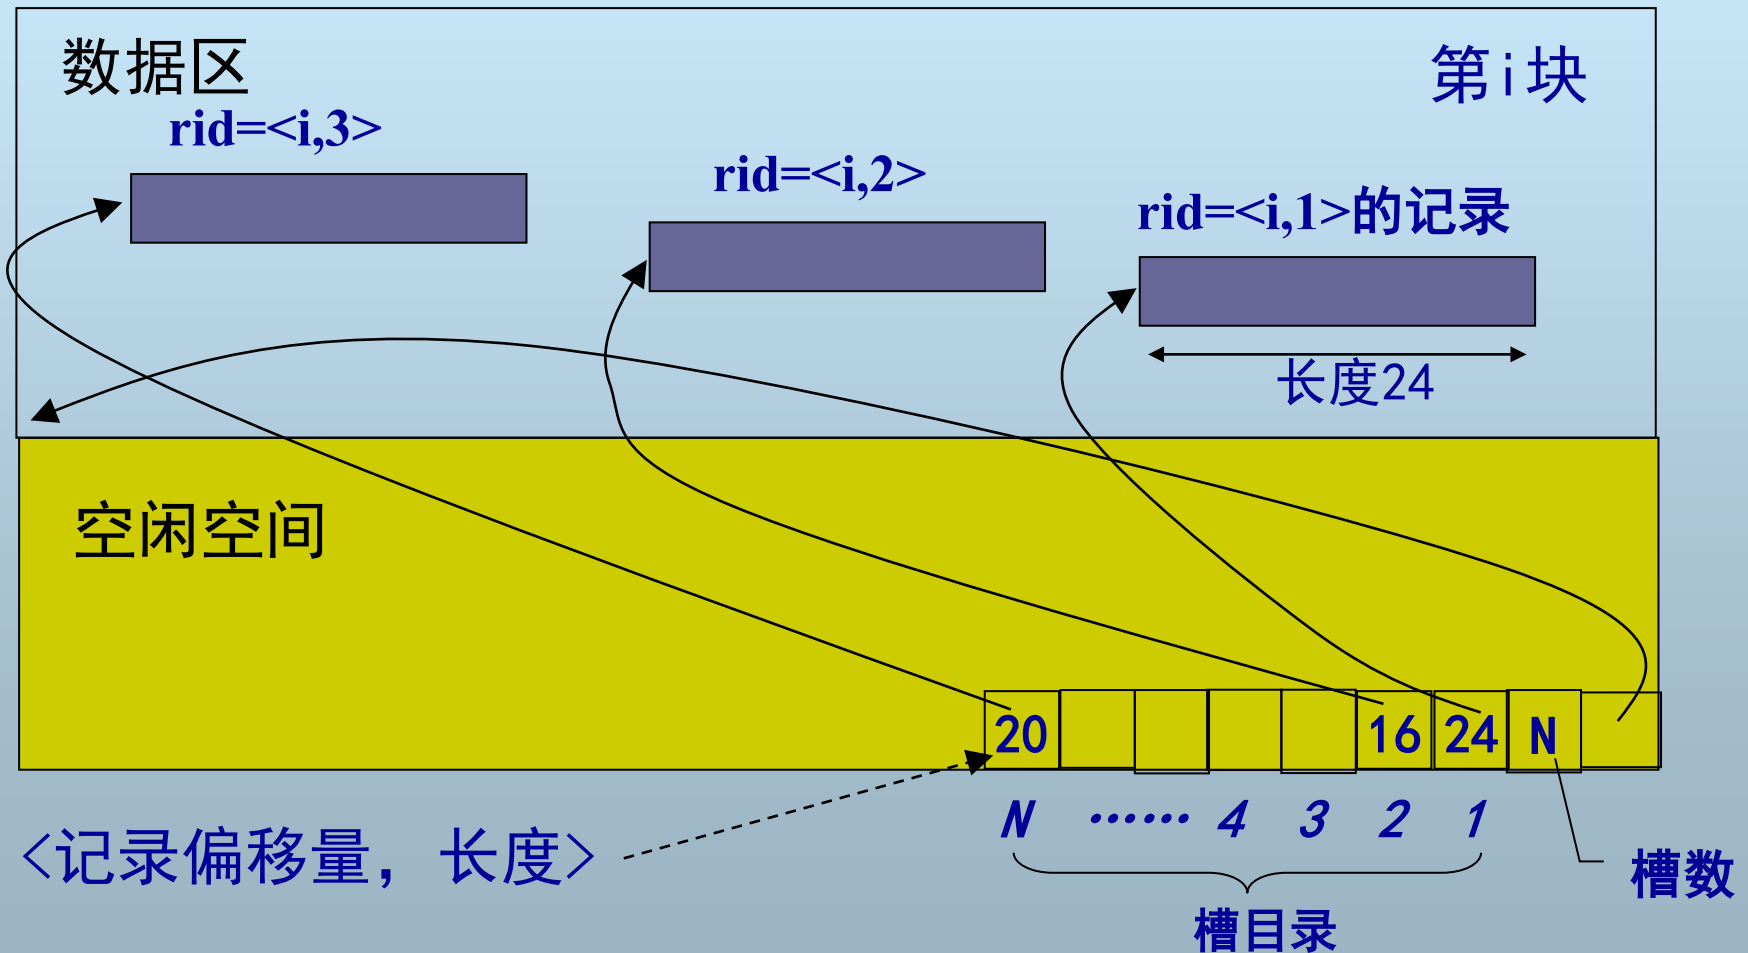 数据区
第i块
rid=<i,3>
rid=<i,2>
rid=<i,1>的记录
长度24
空闲空间
20 16 24 N
N …… 4 3 2 1
<记录偏移量, 长度>
槽数
槽目录